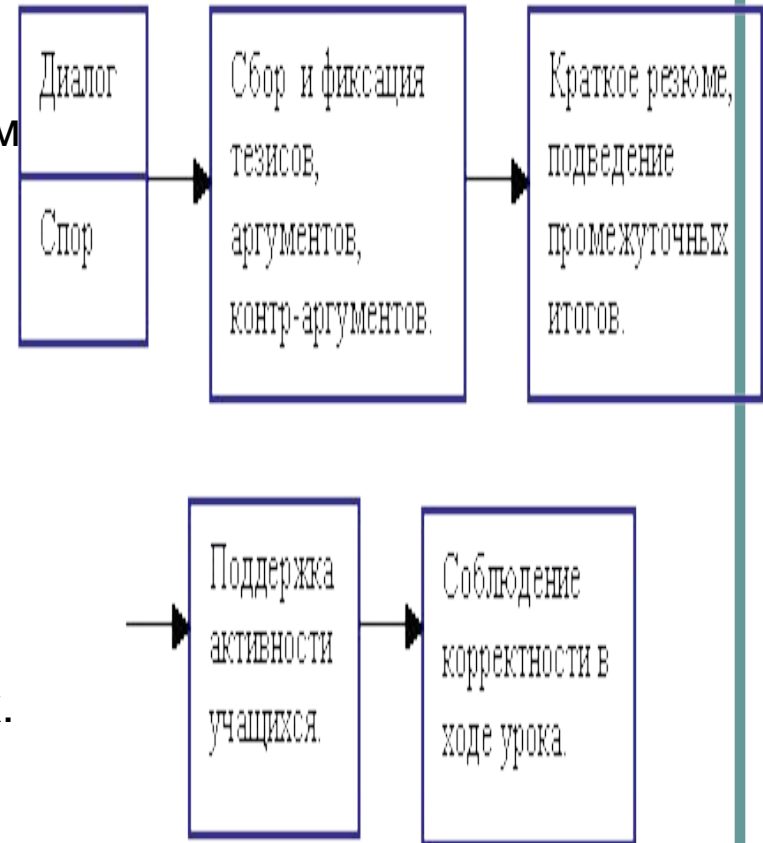 Диалог
Спор
Сбор и фиксация
тезисов,
аргументов,
контр-аргументов.
Краткое резюме,
подведение
промежуточных
итогов.
Поддержка
активности
учащихся.
Соблюдение
корректности в
ходе урока.